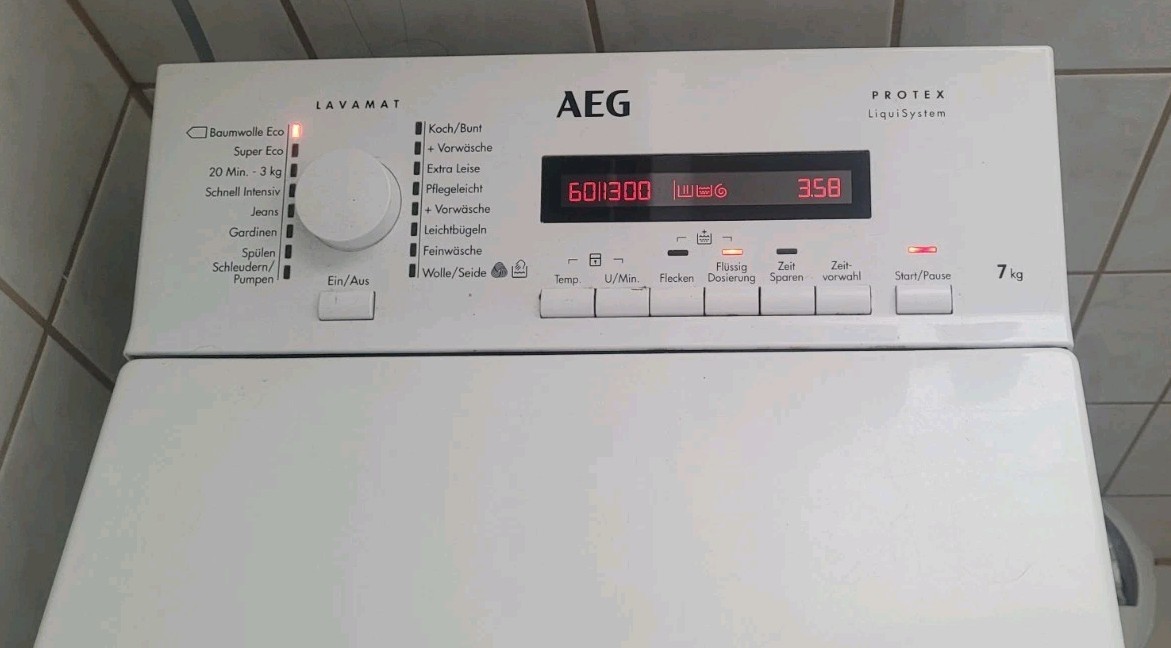 LAVAMAT
AEG
PROTEX
LiquiSystem
Baumwolle Eco
Super Eco
20 Min. - 3 kg
Schnell Intensiv
Jeans
Gardinen
Spülen
Schleudern/
Pumpen
Koch/Bunt
+ Vorwäsche
Extra Leise
Pflegeleicht
+ Vorwäsche
Leichtbügeln
Feinwäsche
Wolle/Seide
Ein/Aus
60 1300 3.58
Temp.
U/Min.
Flecken
Flüssig
Dosierung
Zeit
Sparen
Zeit-
vorwahl
Start/Pause
7 kg